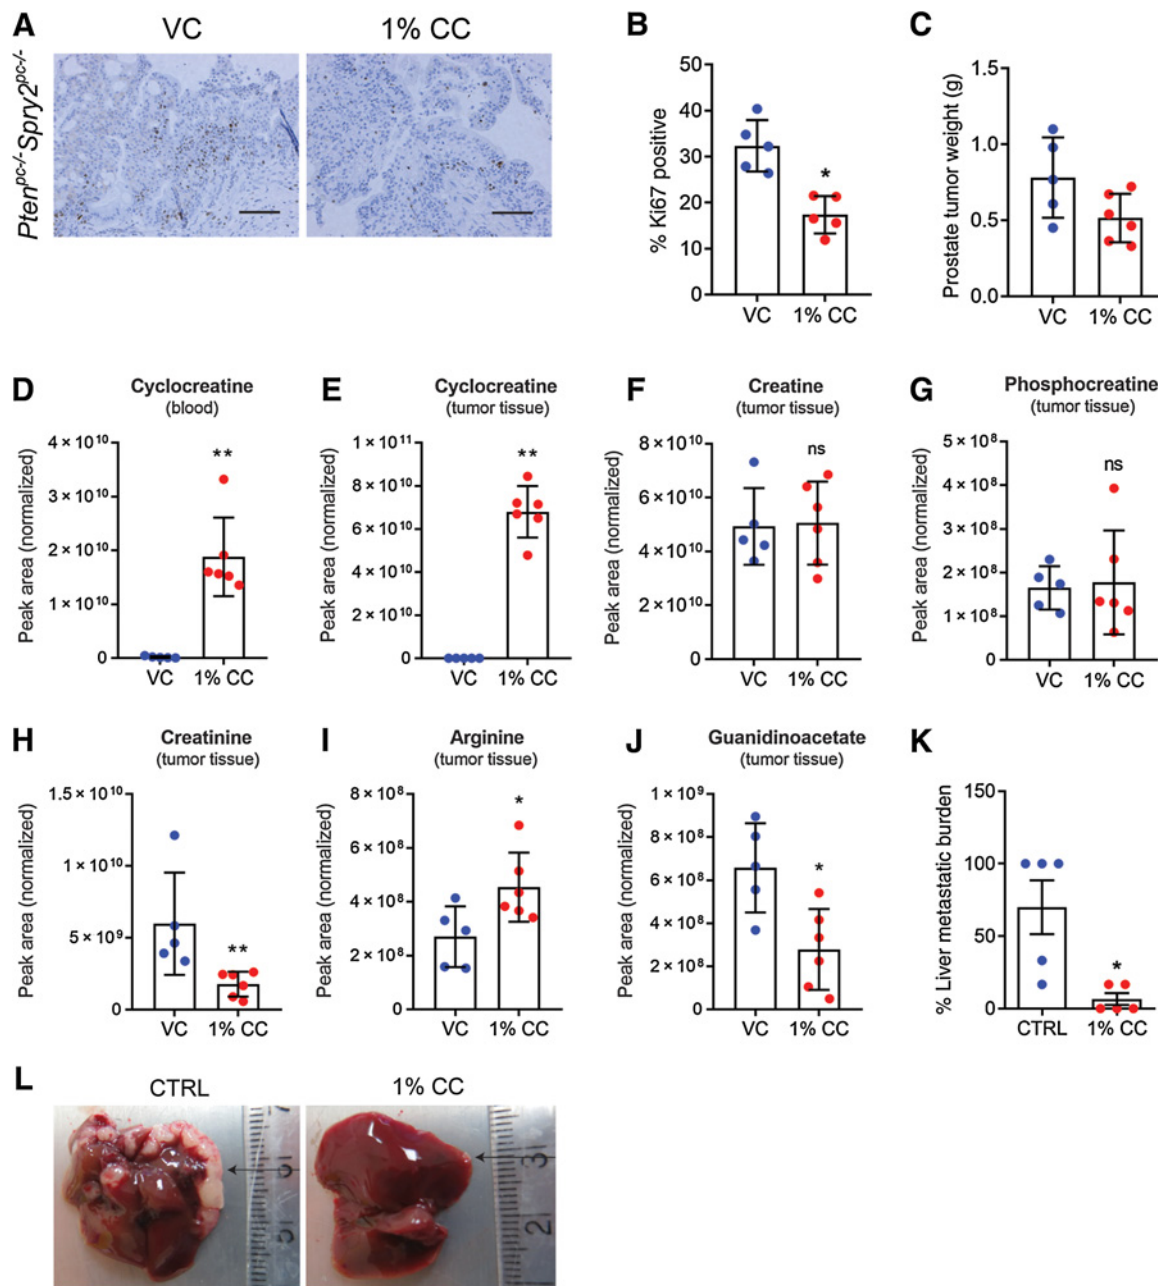 A
VC
1% CC
Pten^pc-/- Spry2^pc-/-
B
% Ki67 positive
50
40
30
20
10
0
*
VC
1% CC
C
Prostate tumor weight (g)
1.5
1.0
0.5
0.0
VC
1% CC
D
Cyclocreatine
(blood)
Peak area (normalized)
4 × 10^10
3 × 10^10
2 × 10^10
1 × 10^10
0
**
VC
1% CC
E
Cyclocreatine
(tumor tissue)
Peak area (normalized)
1 × 10^11
8 × 10^10
6 × 10^10
4 × 10^10
2 × 10^10
0
**
VC
1% CC
F
Creatine
(tumor tissue)
Peak area (normalized)
8 × 10^10
6 × 10^10
4 × 10^10
2 × 10^10
0
ns
VC
1% CC
G
Phosphocreatine
(tumor tissue)
Peak area (normalized)
5 × 10^8
4 × 10^8
3 × 10^8
2 × 10^8
1 × 10^8
0
ns
VC
1% CC
H
Creatinine
(tumor tissue)
Peak area (normalized)
1.5 × 10^10
1 × 10^10
5 × 10^9
0
**
VC
1% CC
I
Arginine
(tumor tissue)
Peak area (normalized)
8 × 10^8
6 × 10^8
4 × 10^8
2 × 10^8
0
*
VC
1% CC
J
Guanidinoacetate
(tumor tissue)
Peak area (normalized)
1 × 10^9
8 × 10^8
6 × 10^8
4 × 10^8
2 × 10^8
0
*
VC
1% CC
K
% Liver metastatic burden
150
100
50
0
*
CTRL
1% CC
L
CTRL
1% CC
5
3
2